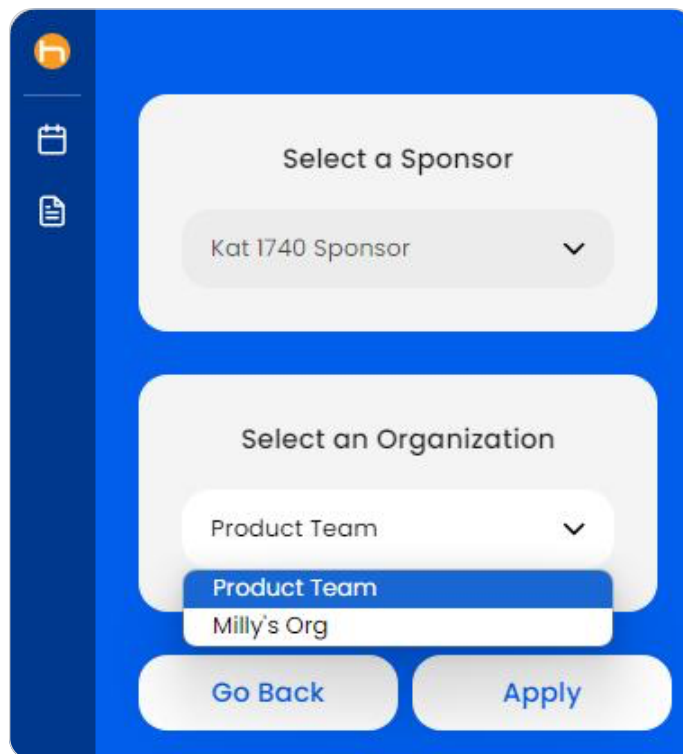 Select a Sponsor
Kat 1740 Sponsor
Select an Organization
Product Team
Product Team
Milly's Org
Go Back
Apply